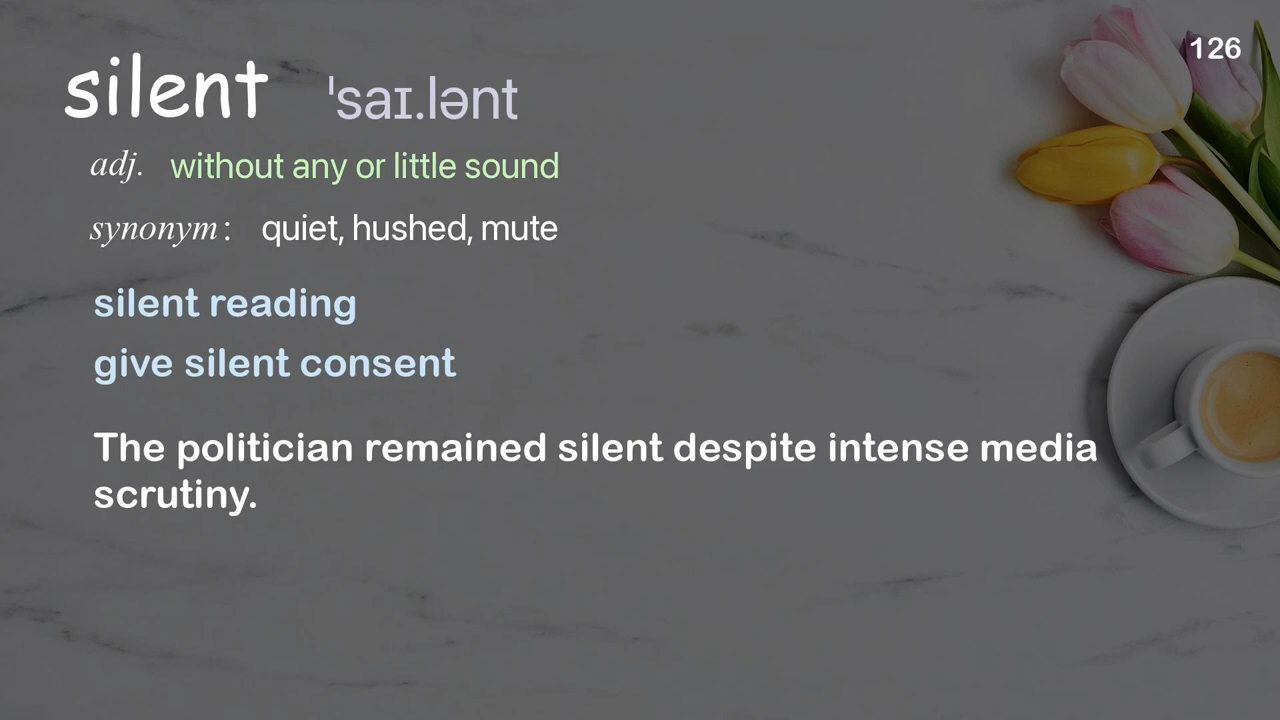 126
silent ˈsaɪ.lənt
adj. without any or little sound
synonym: quiet, hushed, mute
silent reading
give silent consent
The politician remained silent despite intense media
scrutiny.